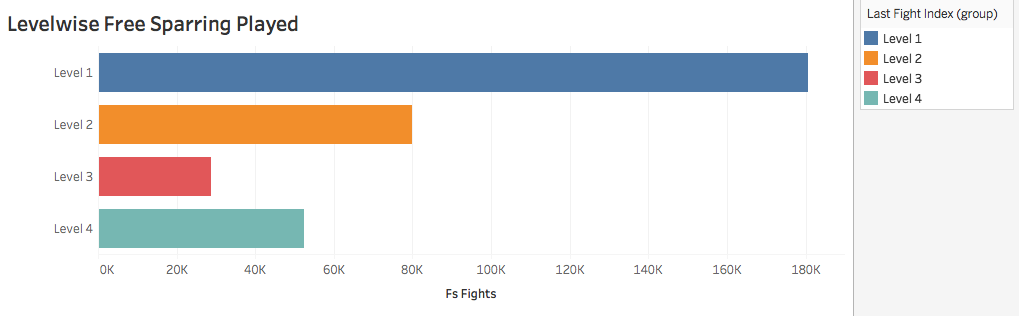 Levelwise Free Sparring Played
Level 1
Level 2
Level 3
Level 4
0K 20K 40K 60K 80K 100K 120K 140K 160K 180K
Fs Fights
Last Fight Index (group)
Level 1
Level 2
Level 3
Level 4